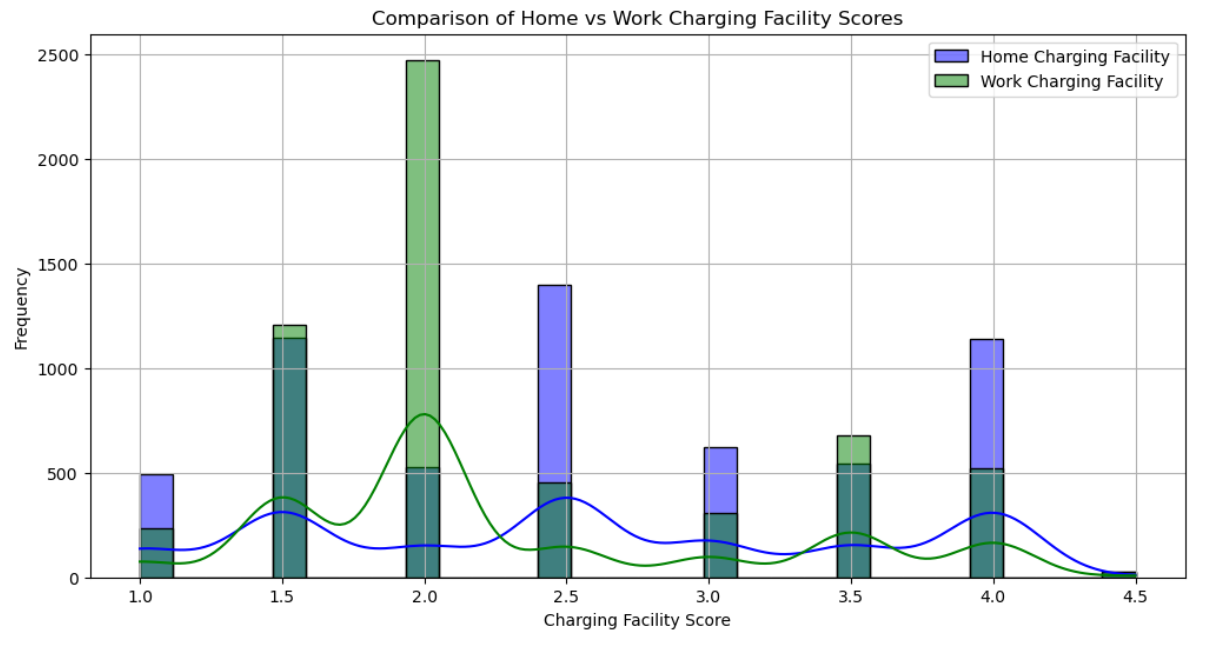 Comparison of Home vs Work Charging Facility Scores
Home Charging Facility
Work Charging Facility
2500
2000
1500
1000
500
0
Frequency
1.0 1.5 2.0 2.5 3.0 3.5 4.0 4.5
Charging Facility Score